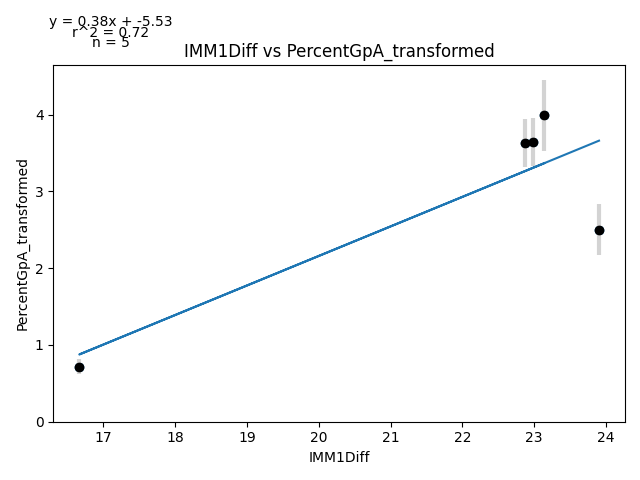 y = 0.38x + -5.53
r^2 = 0.72
n = 5
IMM1Diff vs PercentGpA_transformed
PercentGpA_transformed
4
3
2
1
0
17 18 19 20 21 22 23 24
IMM1Diff